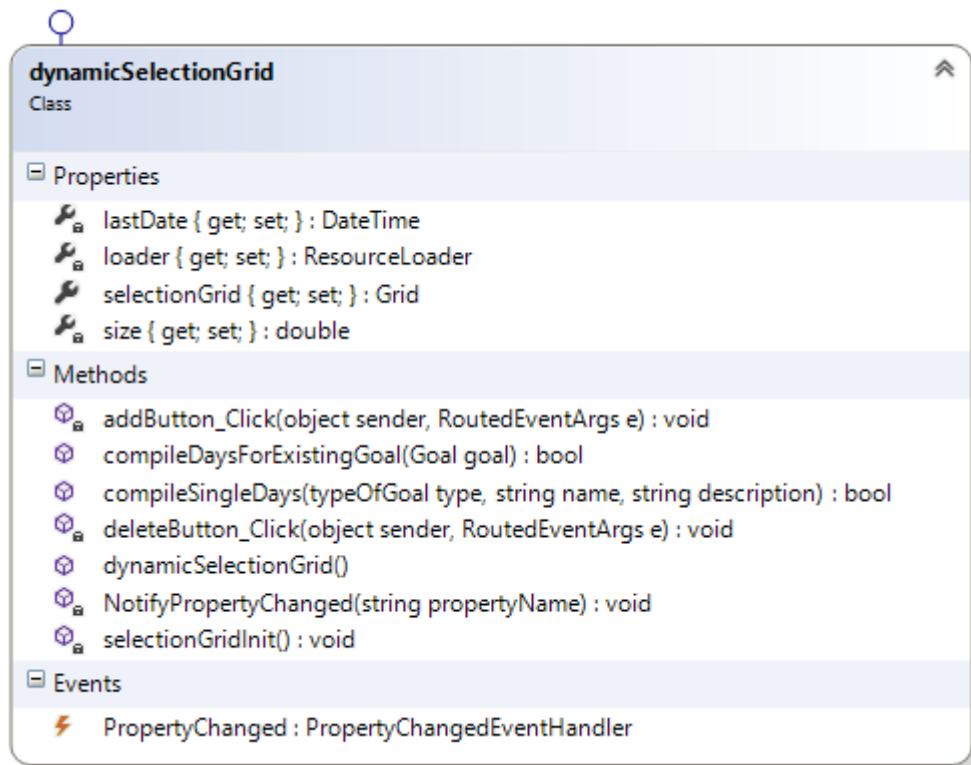 dynamicSelectionGrid
Class
Properties
lastDate { get; set; } : DateTime
loader { get; set; } : ResourceLoader
selectionGrid { get; set; } : Grid
size { get; set; } : double
Methods
addButton_Click(object sender, RoutedEventArgs e) : void
compileDaysForExistingGoal(Goal goal) : bool
compileSingleDays(typeOfGoal type, string name, string description) : bool
deleteButton_Click(object sender, RoutedEventArgs e) : void
dynamicSelectionGrid()
NotifyPropertyChanged(string propertyName) : void
selectionGridInit() : void
Events
PropertyChanged : PropertyChangedEventHandler